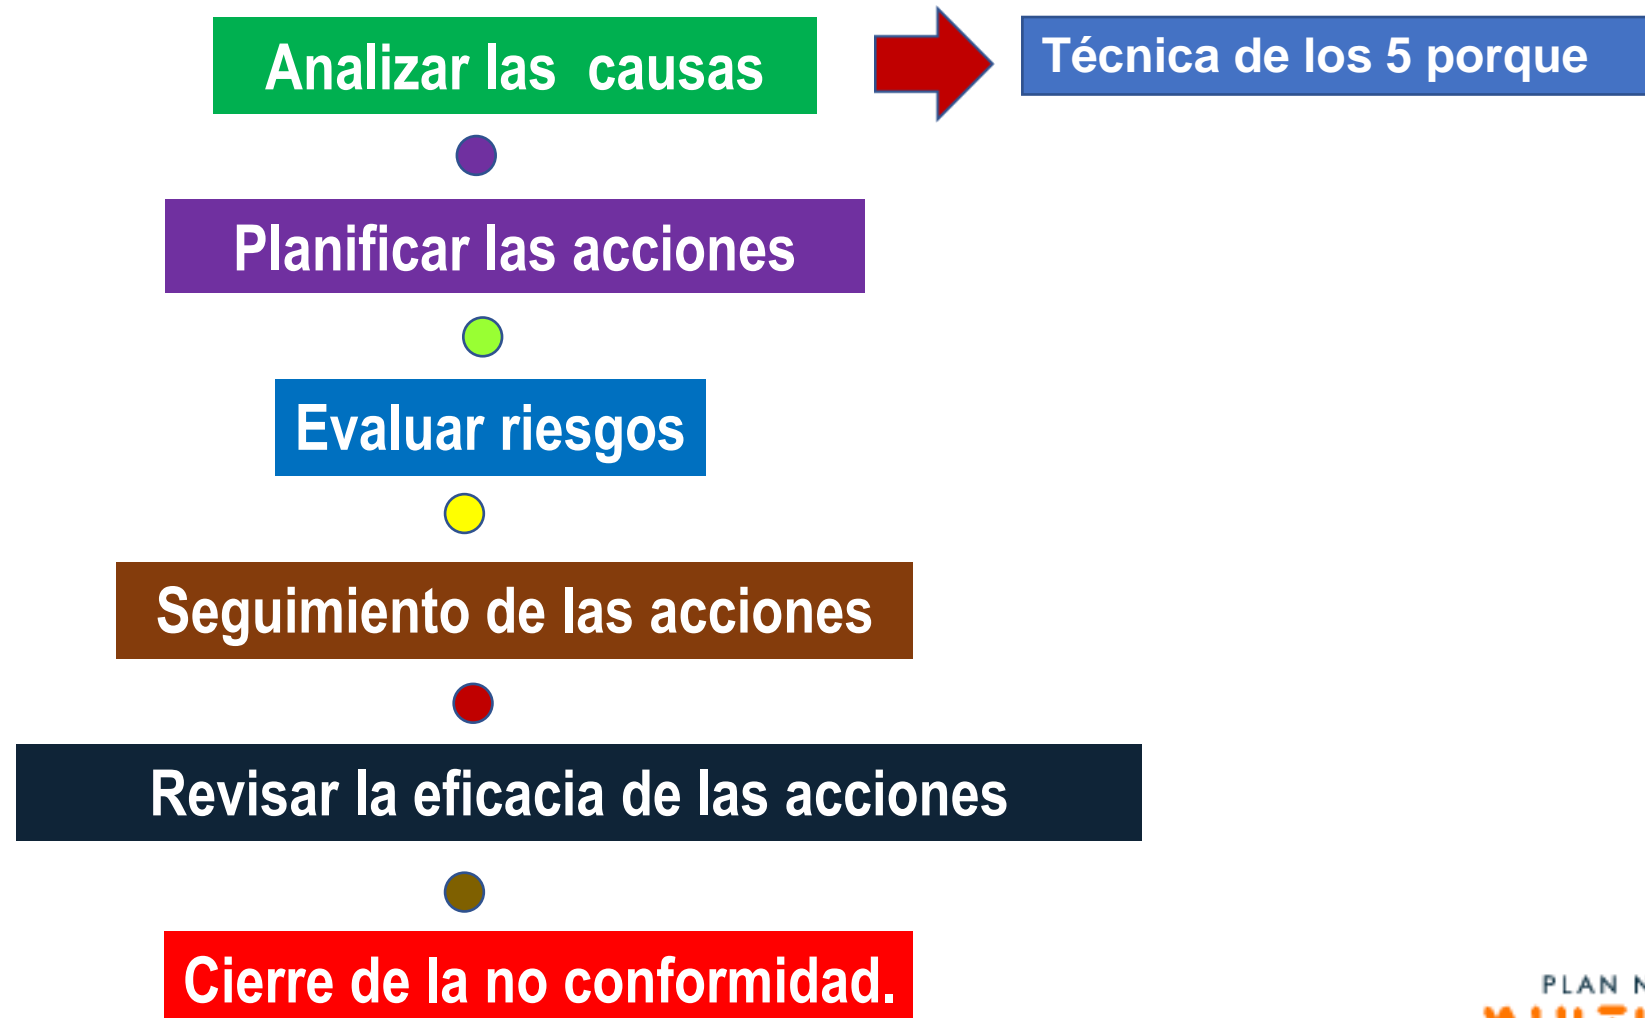 Analizar las causas
Técnica de los 5 porque
Planificar las acciones
Evaluar riesgos
Seguimiento de las acciones
Revisar la eficacia de las acciones
Cierre de la no conformidad.
PLAN N